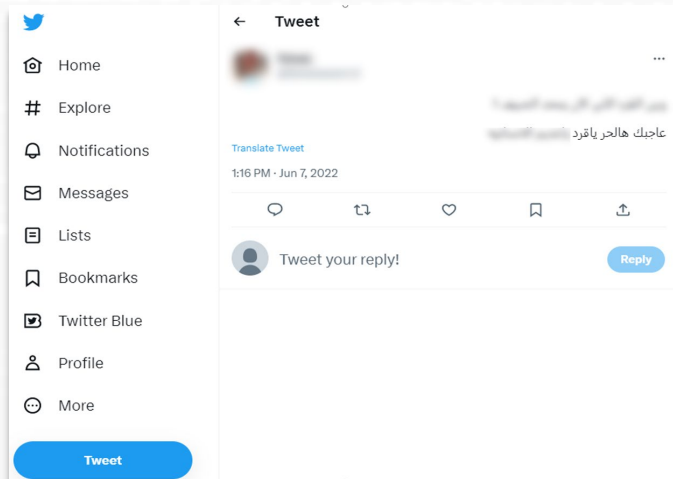 Tweet
Home
Explore
Notifications
Messages
Lists
Bookmarks
Twitter Blue
Profile
More
Tweet
عاجبك هالحر ياقرد
Translate Tweet
1:16 PM · Jun 7, 2022
Tweet your reply!
Reply